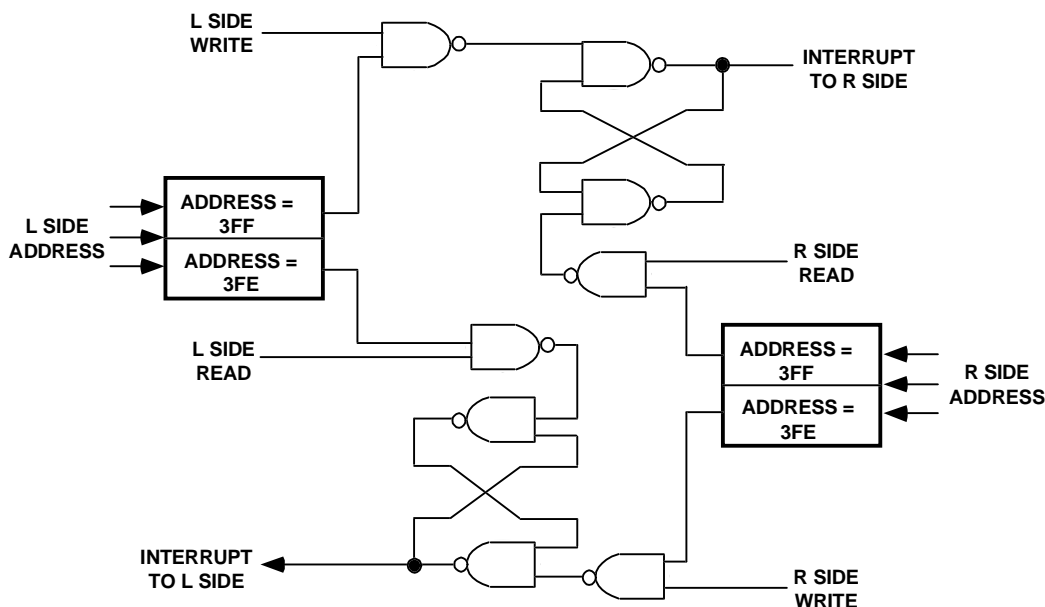 L SIDE
WRITE
INTERRUPT
TO R SIDE
ADDRESS =
3FF
L SIDE
ADDRESS
ADDRESS =
3FE
R SIDE
READ
L SIDE
READ
ADDRESS =
3FF
R SIDE
ADDRESS
ADDRESS =
3FE
INTERRUPT
TO L SIDE
R SIDE
WRITE